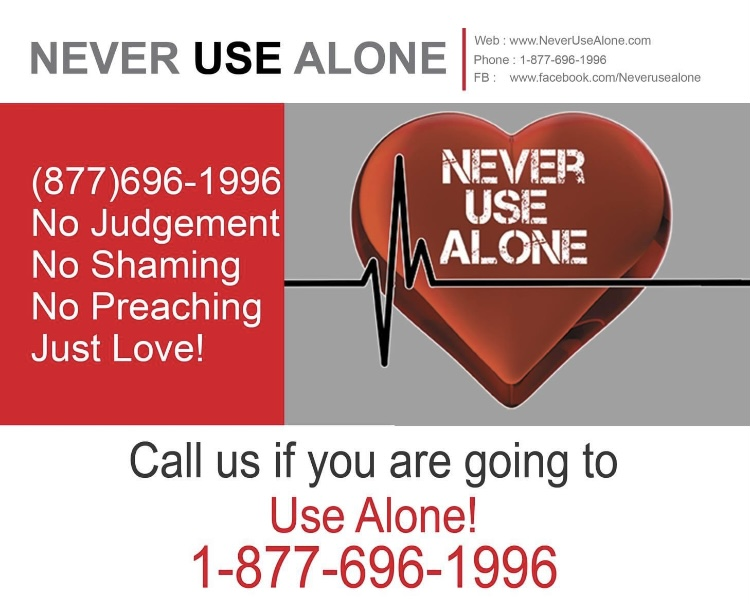 NEVER USE ALONE
Web : www.NeverUseAlone.com
Phone : 1-877-696-1996
FB : www.facebook.com/Neverusealone
(877)696-1996
No Judgement
No Shaming
No Preaching
Just Love!
NEVER
USE
ALONE
Call us if you are going to
Use Alone!
1-877-696-1996